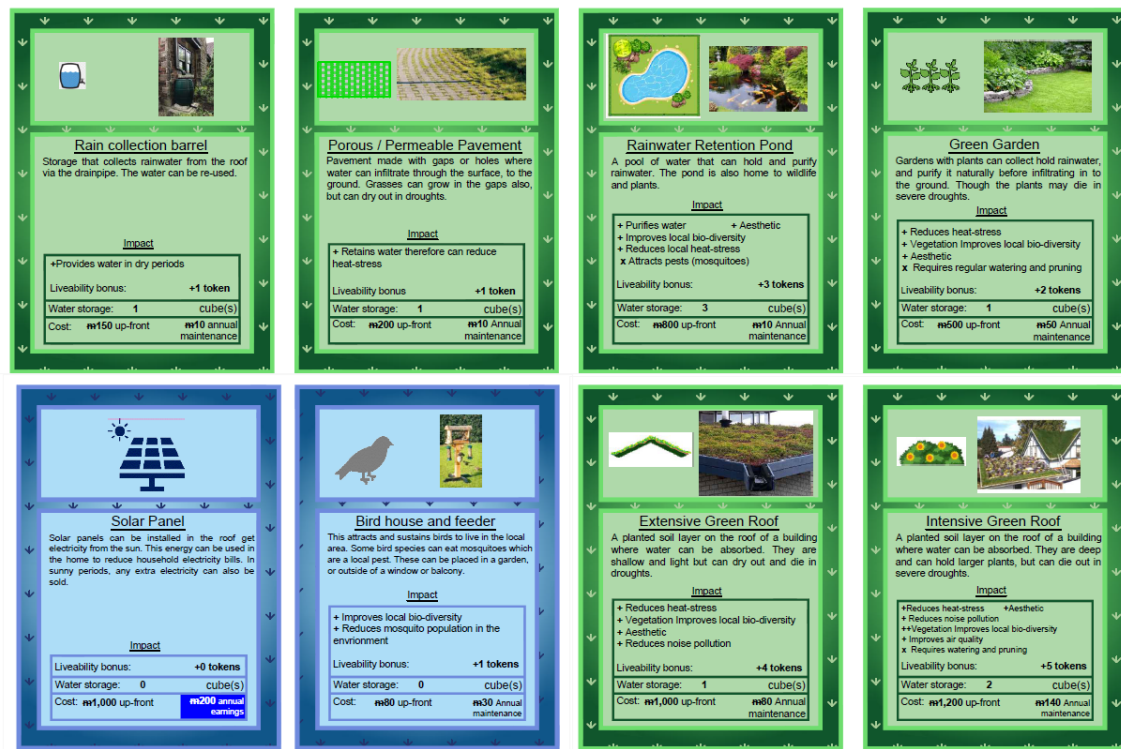 Rain collection barrel
Storage that collects rainwater from the roof
via the drainpipe. The water can be re-used.
Impact
+Provides water in dry periods
Liveability bonus: +1 token
Water storage: 1 cube(s)
Cost: ₥150 up-front ₥10 annual
maintenance
Porous / Permeable Pavement
Pavement made with gaps or holes where
water can infiltrate through the surface, to the
ground. Grasses can grow in the gaps also,
but can dry out in droughts.
Impact
+ Retains water therefore can reduce
heat-stress
Liveability bonus +1 token
Water storage: 1 cube(s)
Cost: ₥200 up-front ₥10 Annual
maintenance
Rainwater Retention Pond
A pool of water that can hold and purify
rainwater. The pond is also home to wildlife
and plants.
Impact
+ Purifies water + Aesthetic
+ Improves local bio-diversity
+ Reduces local heat-stress
x Attracts pests (mosquitoes)
Liveability bonus: +3 tokens
Water storage: 3 cube(s)
Cost: ₥800 up-front ₥10 Annual
maintenance
Green Garden
Gardens with plants can collect hold rainwater,
and purify it naturally before infiltrating in to
the ground. Though the plants may die in
severe droughts.
Impact
+ Reduces heat-stress
+ Vegetation Improves local bio-diversity
+ Aesthetic
x Requires regular watering and pruning
Liveability bonus: +2 tokens
Water storage: 1 cube(s)
Cost: ₥500 up-front ₥50 Annual
maintenance
Solar Panel
Solar panels can be installed in the roof get
electricity from the sun. This energy can be used in
the home to reduce household electricity bills. In
sunny periods, any extra electricity can also be
sold.
Impact
Liveability bonus: +0 tokens
Water storage: 0 cube(s)
Cost: ₥1,000 up-front ₥200 annual
earnings
Bird house and feeder
This attracts and sustains birds to live in the local
area. Some bird species can eat mosquitoes which
are a local pest. These can be placed in a garden,
or outside of a window or balcony.
Impact
+ Improves local bio-diversity
+ Reduces mosquito population in the
envrionment
Liveability bonus: +1 tokens
Water storage: 0 cube(s)
Cost: ₥80 up-front ₥30 Annual
maintenance
Extensive Green Roof
A planted soil layer on the roof of a building
where water can be absorbed. They are
shallow and light but can dry out and die in
droughts.
Impact
+ Reduces heat-stress
+ Vegetation Improves local bio-diversity
+ Aesthetic
+ Reduces noise pollution
Liveability bonus: +4 tokens
Water storage: 1 cube(s)
Cost: ₥1,000 up-front ₥80 Annual
maintenance
Intensive Green Roof
A planted soil layer on the roof of a building
where water can be absorbed. They are deep
and can hold larger plants, but can die out in
severe droughts.
Impact
+Reduces heat-stress +Aesthetic
+ Reduces noise pollution
++Vegetation Improves local bio-diversity
+ Improves air quality
x Requires watering and pruning
Liveability bonus: +5 tokens
Water storage: 2 cube(s)
Cost: ₥1,200 up-front ₥140 Annual
maintenance